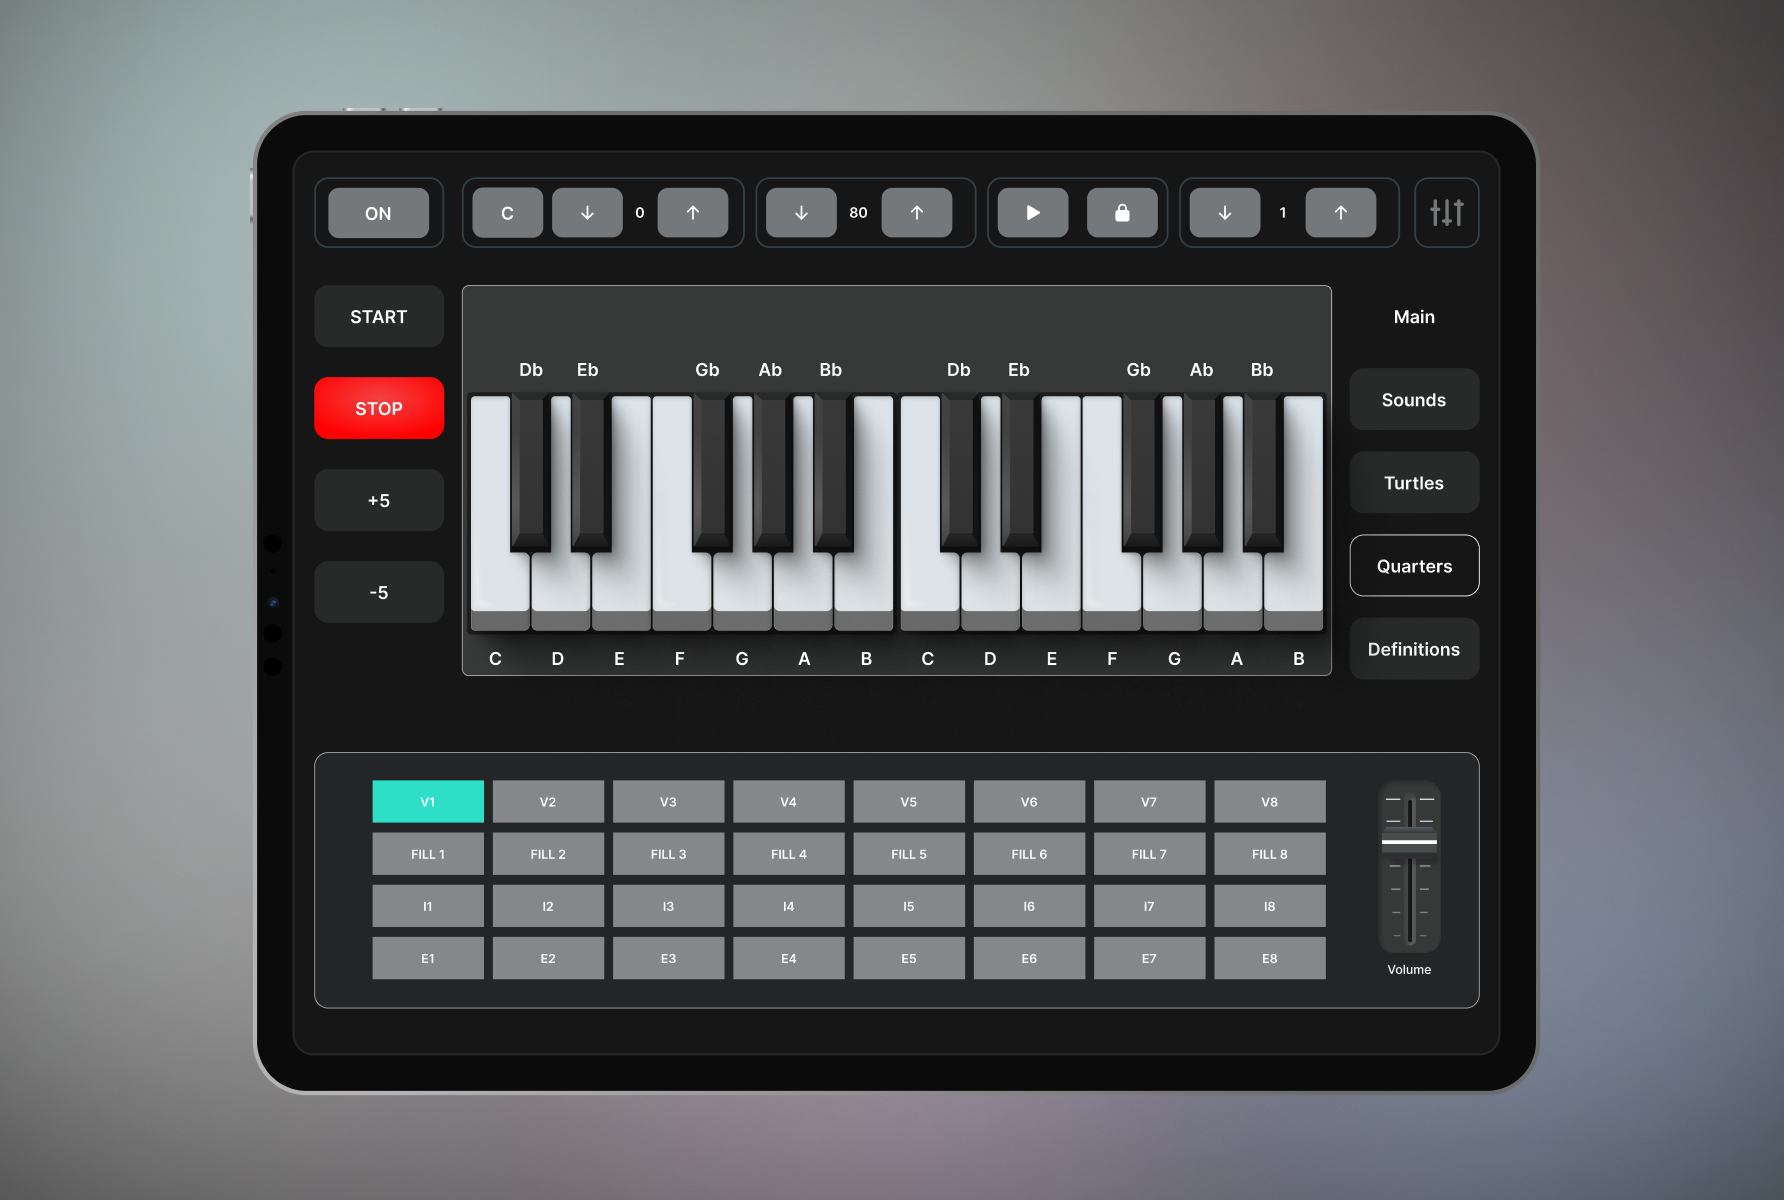 ON C 0 80 1
START
STOP
+5
-5
Db Eb Gb Ab Bb Db Eb Gb Ab Bb
C D E F G A B C D E F G A B
Main
Sounds
Turtles
Quarters
Definitions
V1 V2 V3 V4 V5 V6 V7 V8
FILL 1 FILL 2 FILL 3 FILL 4 FILL 5 FILL 6 FILL 7 FILL 8
I1 I2 I3 I4 I5 I6 I7 I8
E1 E2 E3 E4 E5 E6 E7 E8
Volume